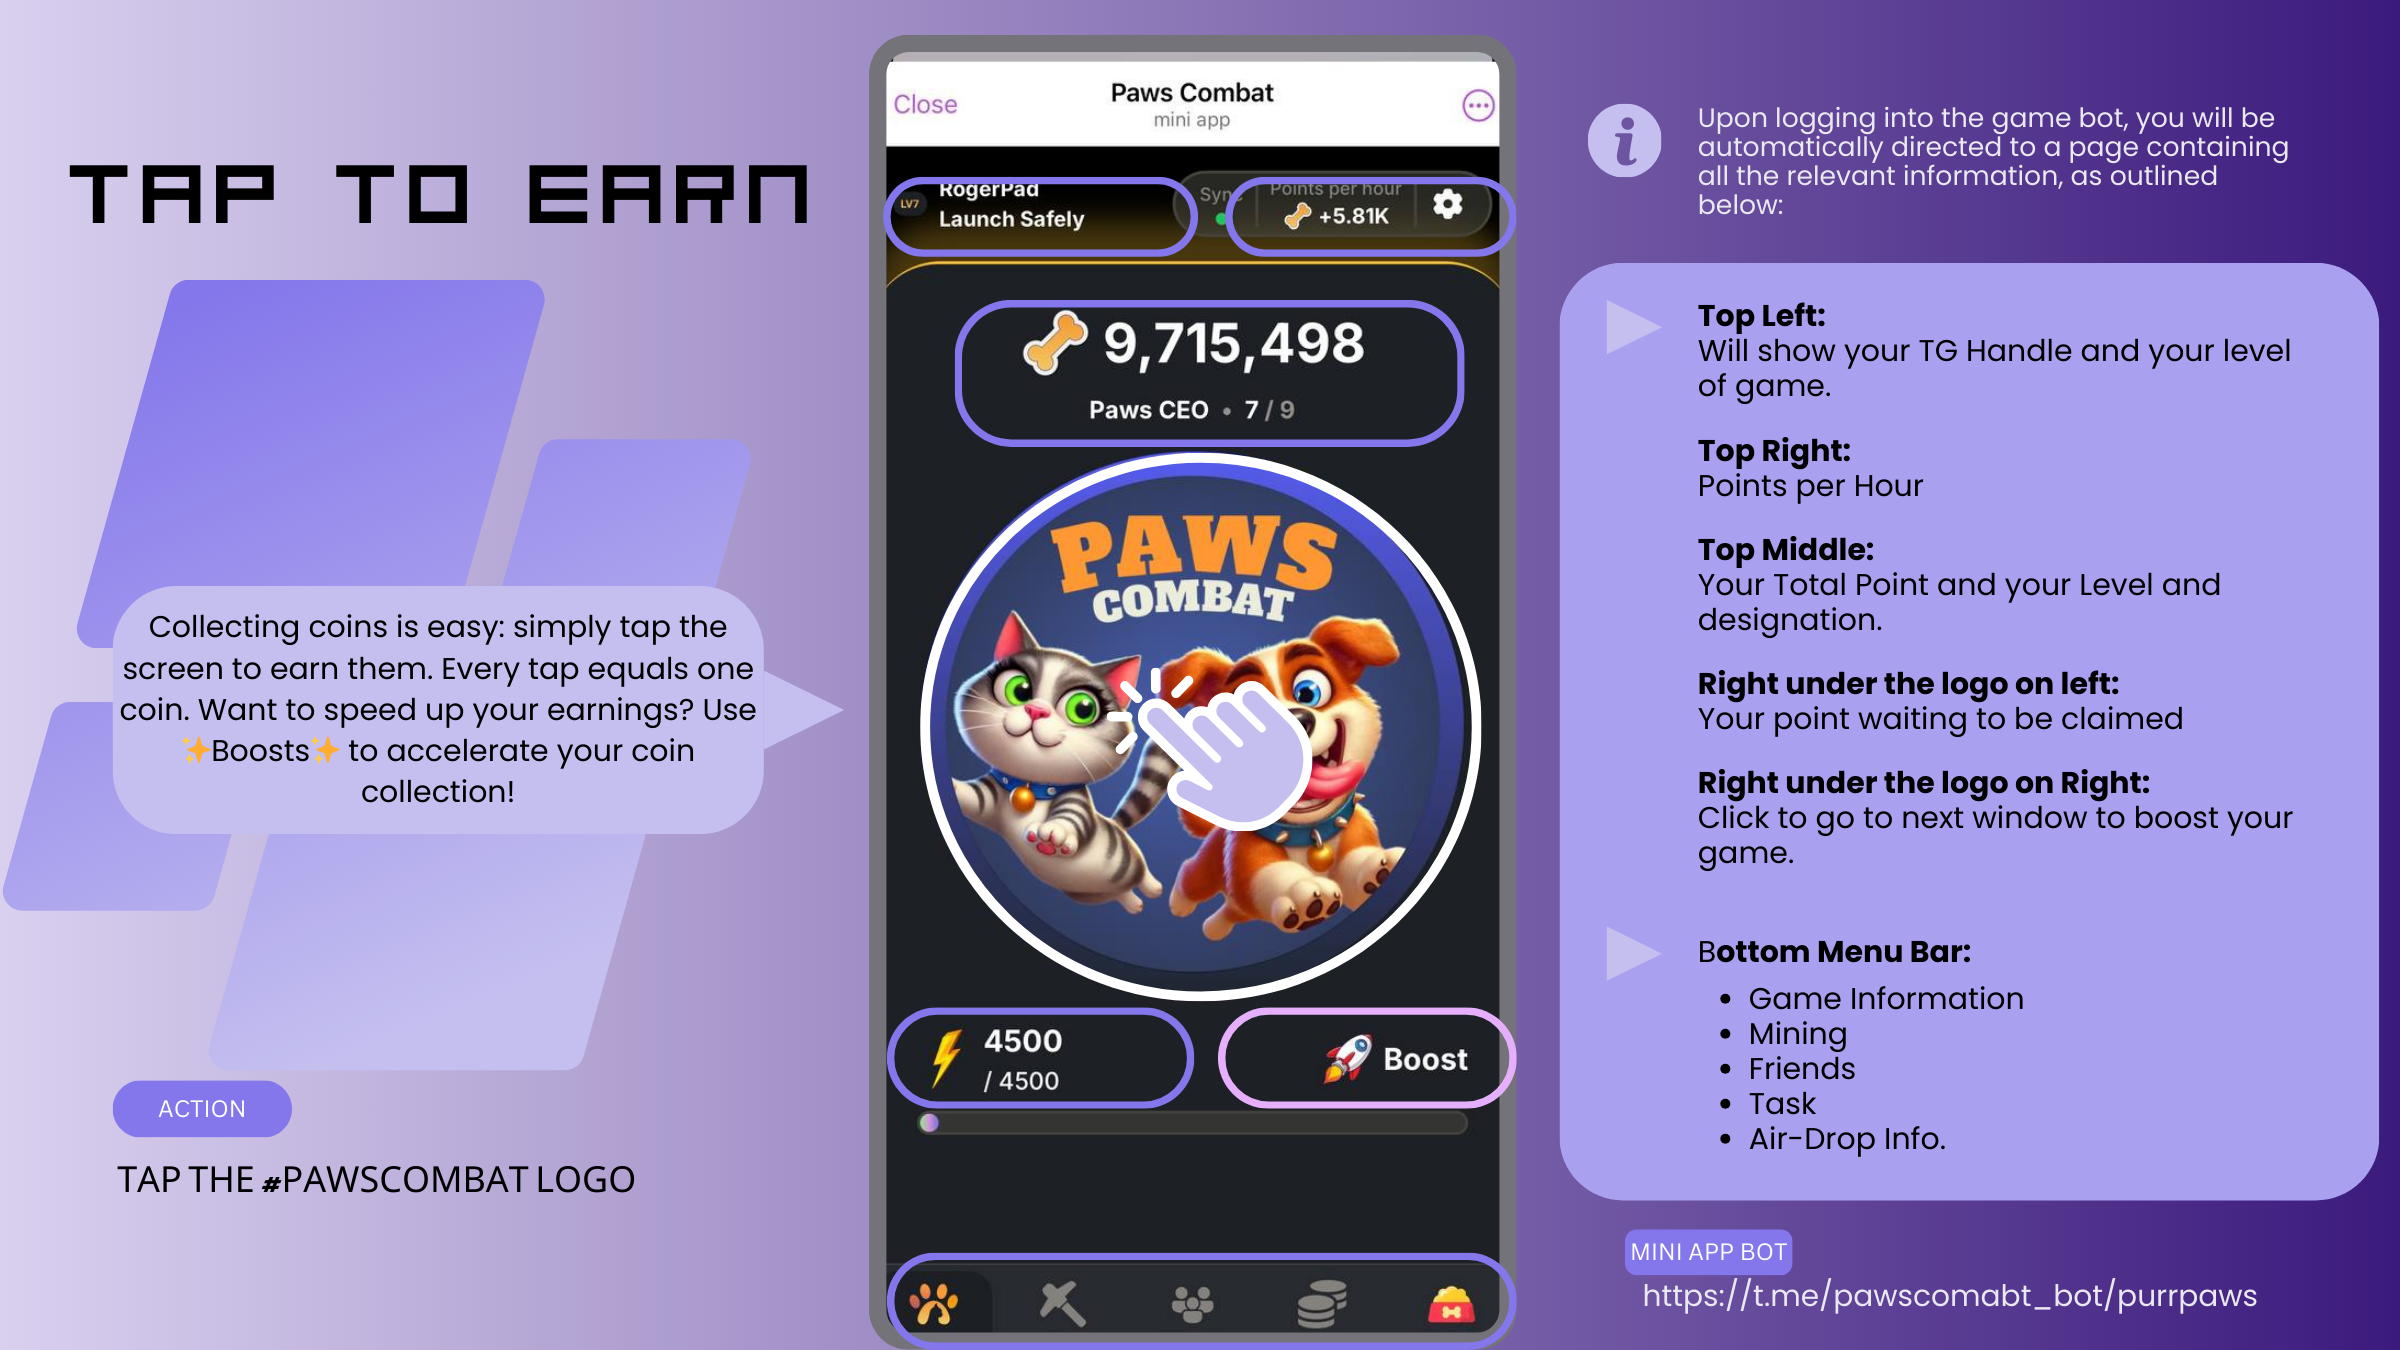 TAP TO EARN
Collecting coins is easy: simply tap the
screen to earn them. Every tap equals one
coin. Want to speed up your earnings? Use
✨Boosts✨ to accelerate your coin
collection!
ACTION
TAP THE #PAWSCOMBAT LOGO
Close
Paws Combat
mini app
LV7
RogerPad
Launch Safely
Sync
Points per hour
+5.81K
9,715,498
Paws CEO • 7 / 9
PAWS
COMBAT
4500
/ 4500
Boost
Upon logging into the game bot, you will be
automatically directed to a page containing
all the relevant information, as outlined
below:
Top Left:
Will show your TG Handle and your level
of game.
Top Right:
Points per Hour
Top Middle:
Your Total Point and your Level and
designation.
Right under the logo on left:
Your point waiting to be claimed
Right under the logo on Right:
Click to go to next window to boost your
game.
Bottom Menu Bar:
• Game Information
• Mining
• Friends
• Task
• Air-Drop Info.
MINI APP BOT
https://t.me/pawscomabt_bot/purrpaws